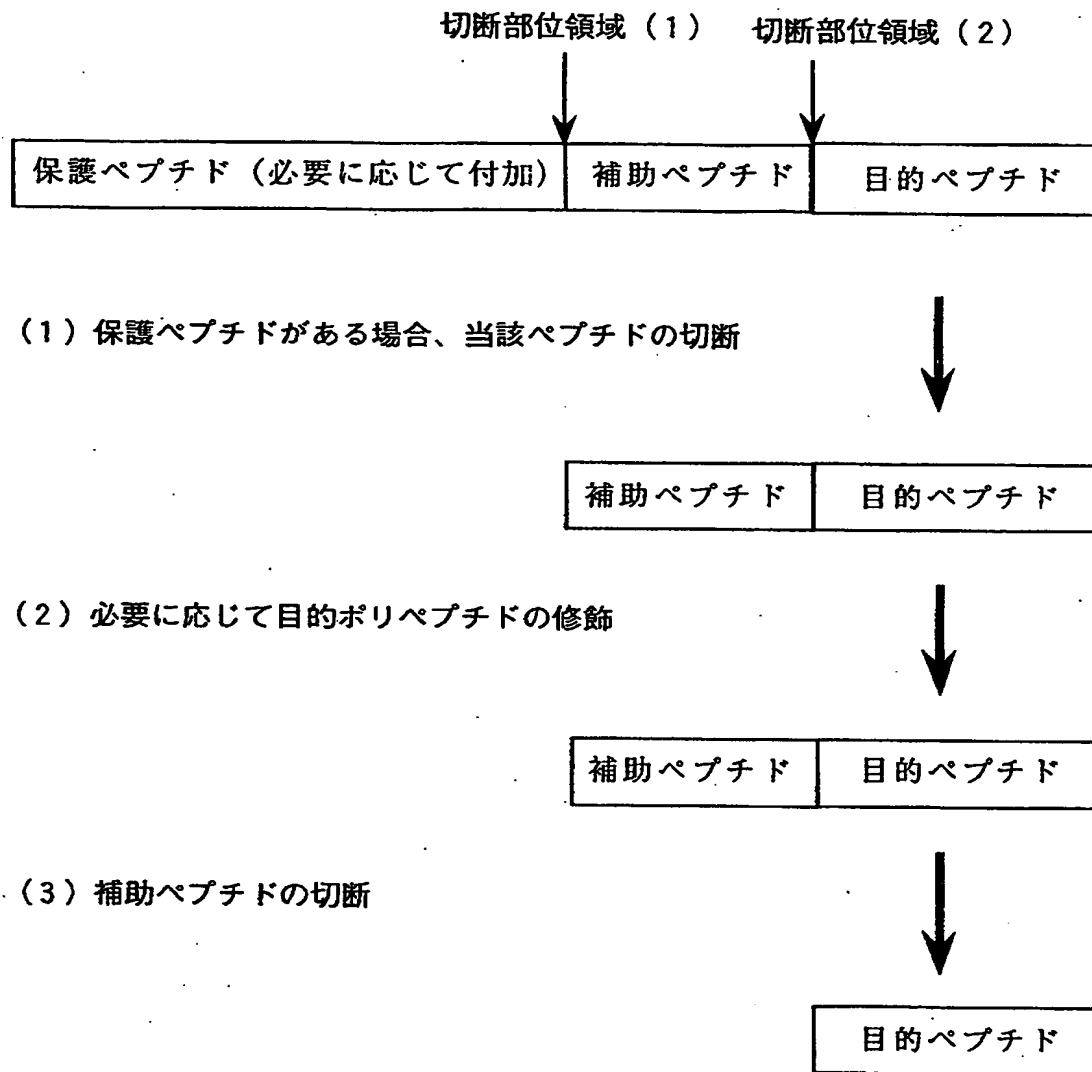 切断部位領域（１） 切断部位領域（２）
保護ペプチド（必要に応じて付加） 補助ペプチド 目的ペプチド
（１）保護ペプチドがある場合、当該ペプチドの切断
補助ペプチド 目的ペプチド
（２）必要に応じて目的ポリペプチドの修飾
補助ペプチド 目的ペプチド
（３）補助ペプチドの切断
目的ペプチド